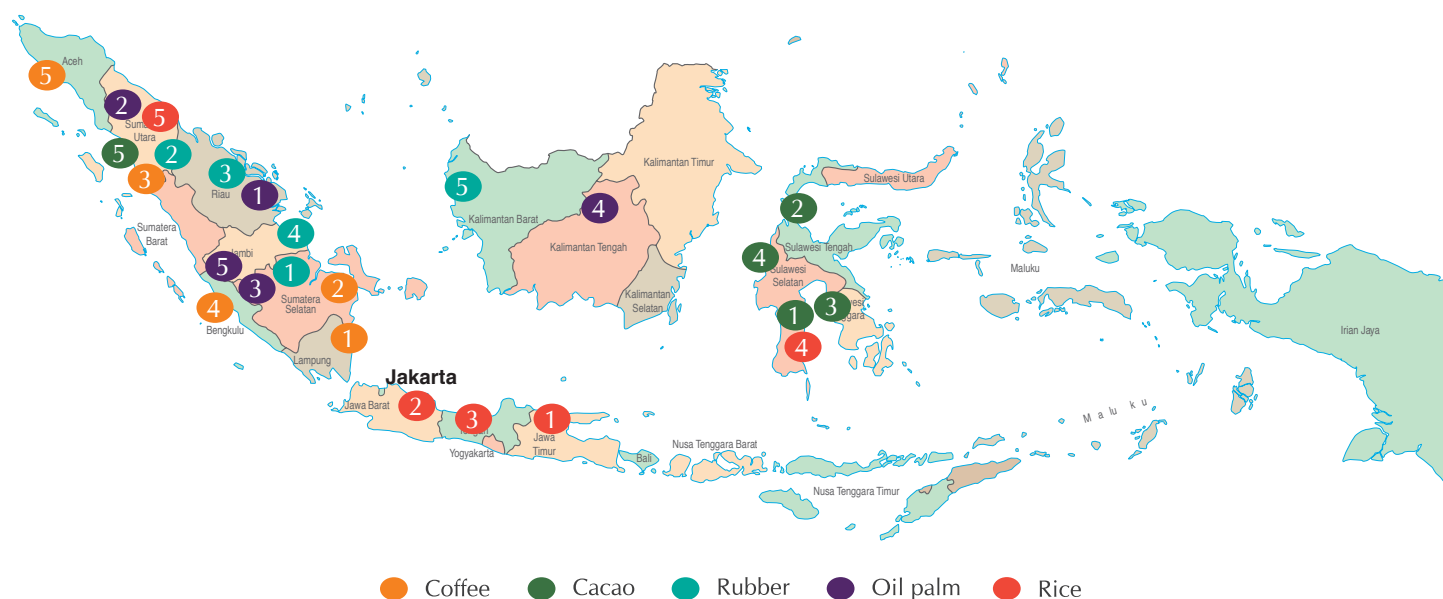 Aceh
5
2
5
Sumatera
Utara
5
2
3
3
Riau
1
Sumatera
Barat
4
Jambi
5
1
3
2
Sumatera
Selatan
4
Bengkulu
1
Lampung
Jakarta
Jawa Barat
2
3
1
Yogyakarta
Jawa
Timur
Bali
Nusa Tenggara Barat
Nusa Tenggara Timur
5
Kalimantan Barat
4
Kalimantan Tengah
Kalimantan Timur
Kalimantan
Selatan
Sulawesi Utara
2
Sulawesi Tengah
4
Sulawesi
Selatan
1
3
4
Maluku
M a l u k u
Irian Jaya
Coffee
Cacao
Rubber
Oil palm
Rice